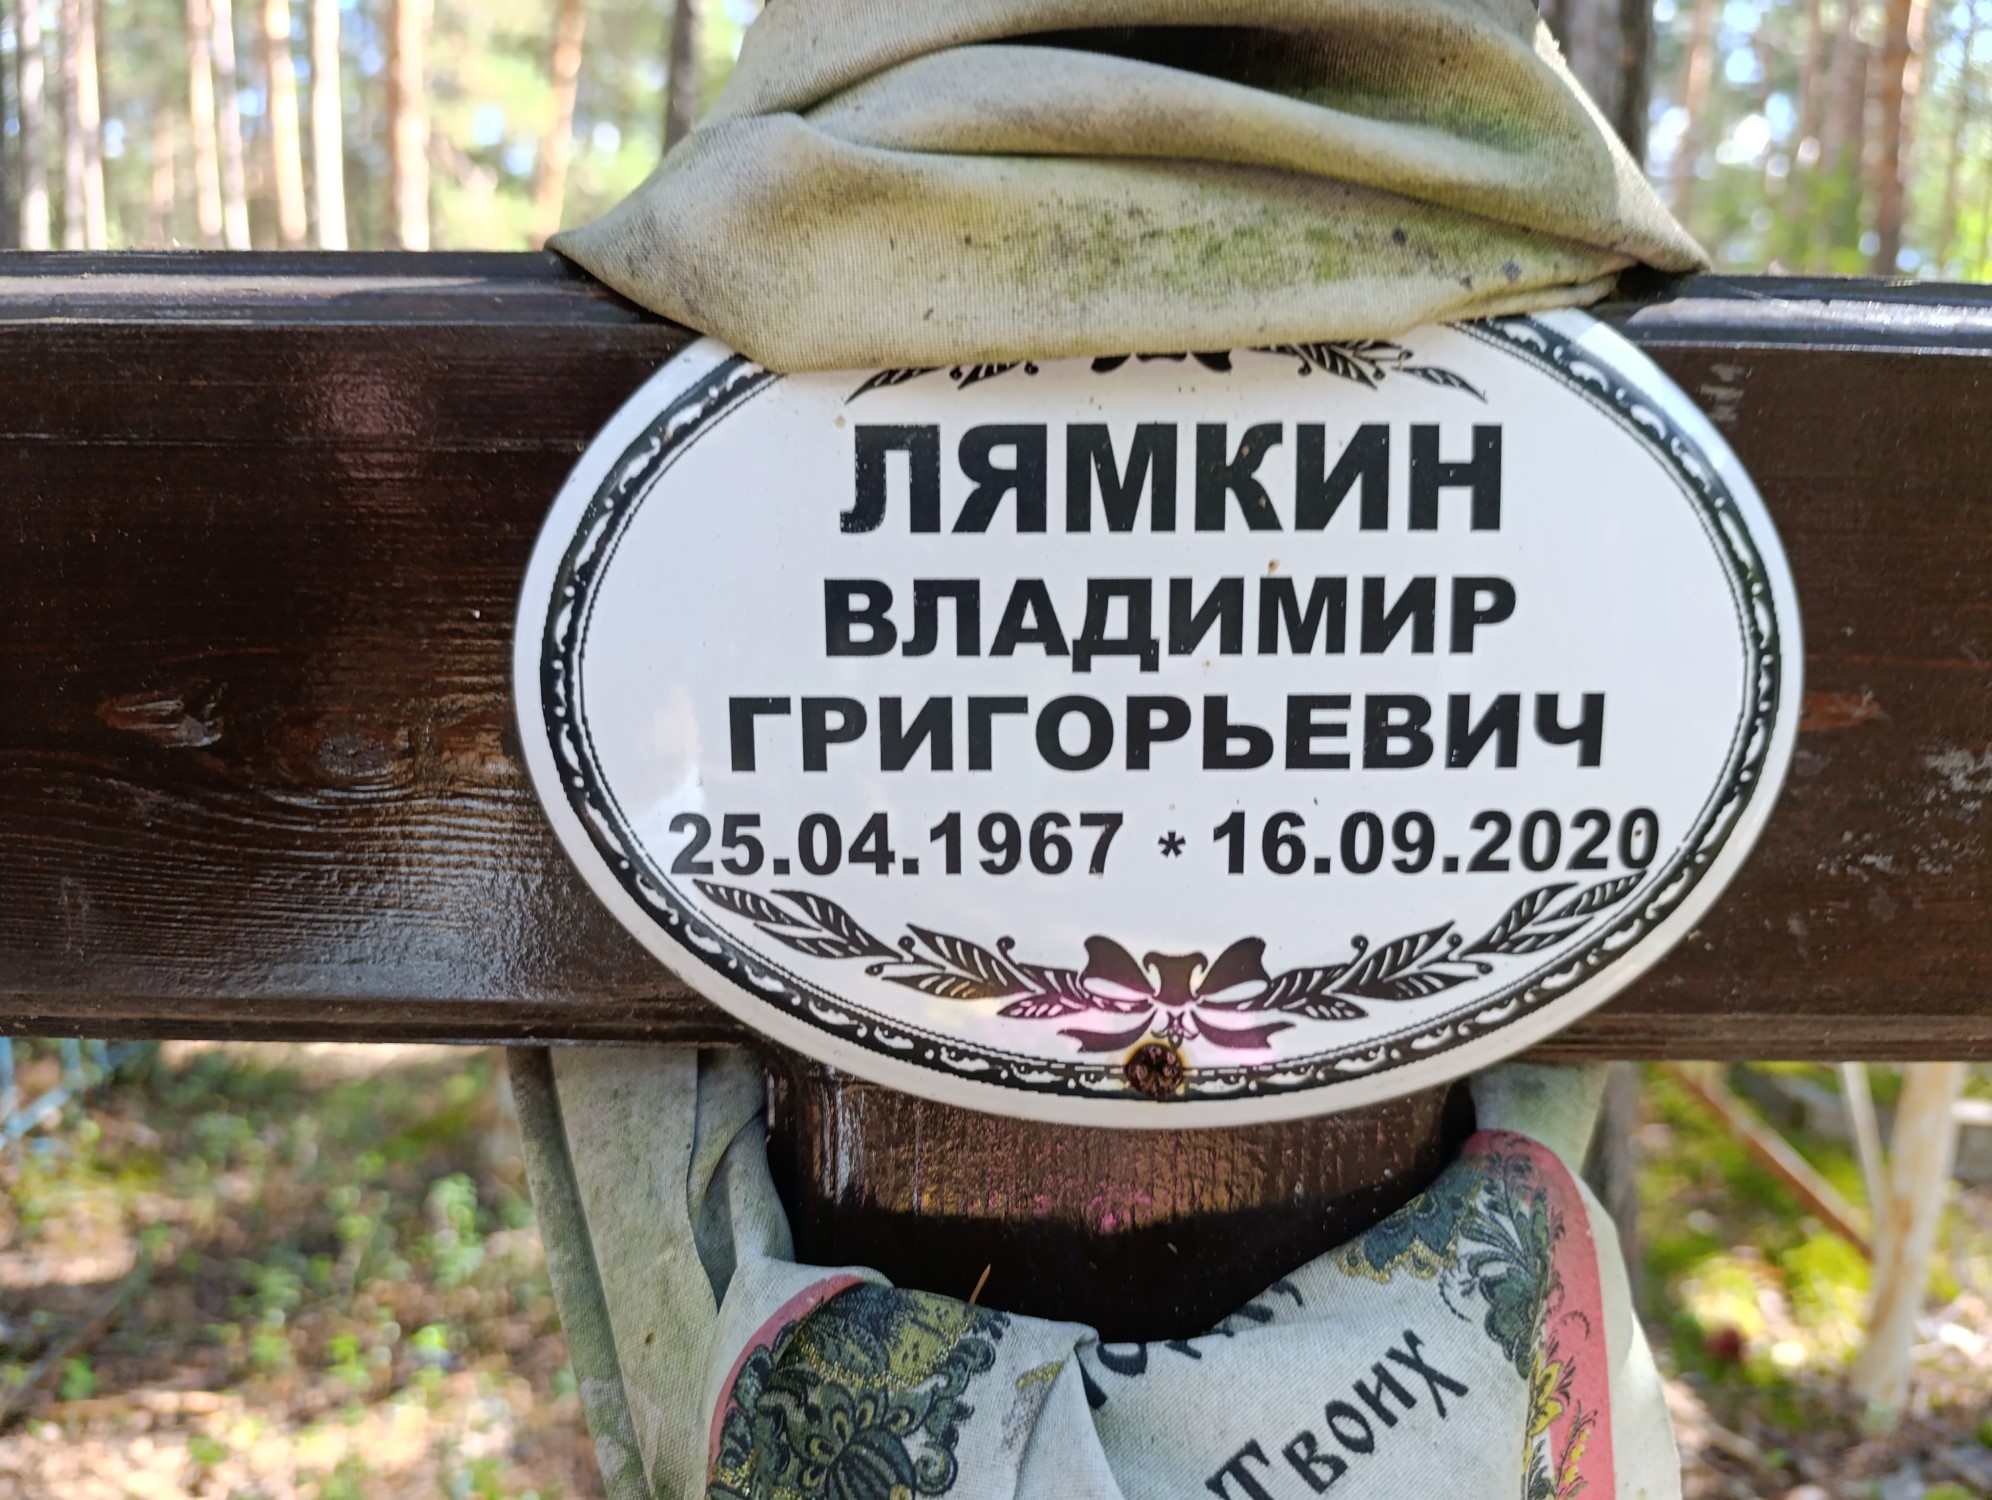 ЛЯМКИН
ВЛАДИМИР
ГРИГОРЬЕВИЧ
25.04.1967 * 16.09.2020
Твоих